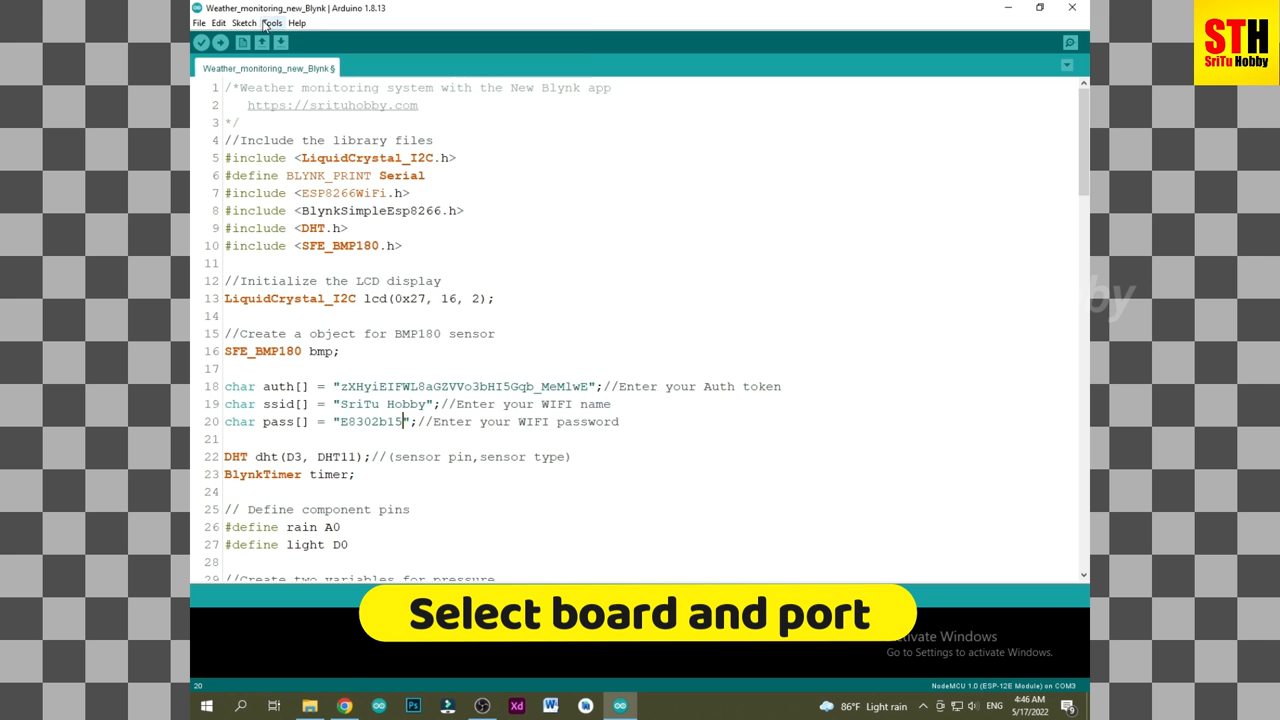 Weather_monitoring_new_Blynk | Arduino 1.8.13
File Edit Sketch Tools Help
STH
SriTu Hobby
Weather_monitoring_new_Blynk §
1 /*Weather monitoring system with the New Blynk app
2 https://srituhobby.com
3 */
4 //Include the library files
5 #include <LiquidCrystal_I2C.h>
6 #define BLYNK_PRINT Serial
7 #include <ESP8266WiFi.h>
8 #include <BlynkSimpleEsp8266.h>
9 #include <DHT.h>
10 #include <SFE_BMP180.h>
11
12 //Initialize the LCD display
13 LiquidCrystal_I2C lcd(0x27, 16, 2);
14
15 //Create a object for BMP180 sensor
16 SFE_BMP180 bmp;
17
18 char auth[] = "zXHyiEIFWL8aGZVVo3bHI5Gqb_MeMlwE";//Enter your Auth token
19 char ssid[] = "SriTu Hobby";//Enter your WIFI name
20 char pass[] = "E8302b15";//Enter your WIFI password
21
22 DHT dht(D3, DHT11);//(sensor pin,sensor type)
23 BlynkTimer timer;
24
25 // Define component pins
26 #define rain A0
27 #define light D0
28
29 //Create two variables for pressure
Select board and port
Activate Windows
Go to Settings to activate Windows.
20
NodeMCU 1.0 (ESP-12E Module) on COM3
86°F Light rain
ENG
4:46 AM
5/17/2022